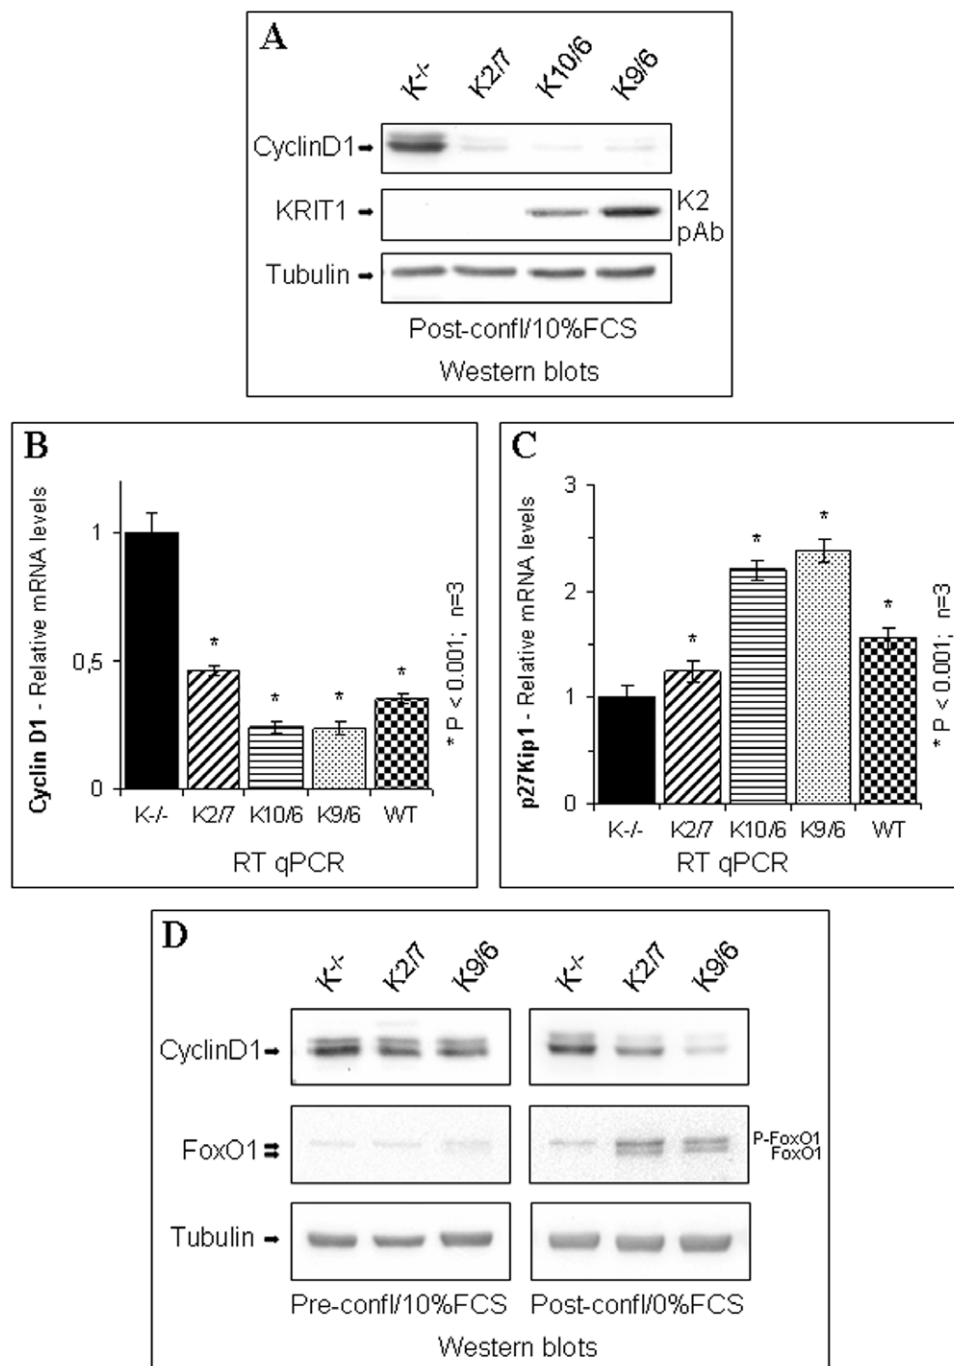 A
K-/- K2/7 K10/6 K9/6
CyclinD1
KRIT1
K2
pAb
Tubulin
Post-confl/10%FCS
Western blots
B
Cyclin D1 - Relative mRNA levels
1
0,5
0
* * * *
K-/- K2/7 K10/6 K9/6 WT
RT qPCR
* P < 0.001; n=3
C
p27Kip1 - Relative mRNA levels
3
2
1
0
* * * *
K-/- K2/7 K10/6 K9/6 WT
RT qPCR
* P < 0.001; n=3
D
K-/- K2/7 K9/6 K-/- K2/7 K9/6
CyclinD1
FoxO1
P-FoxO1
FoxO1
Tubulin
Pre-confl/10%FCS Post-confl/0%FCS
Western blots